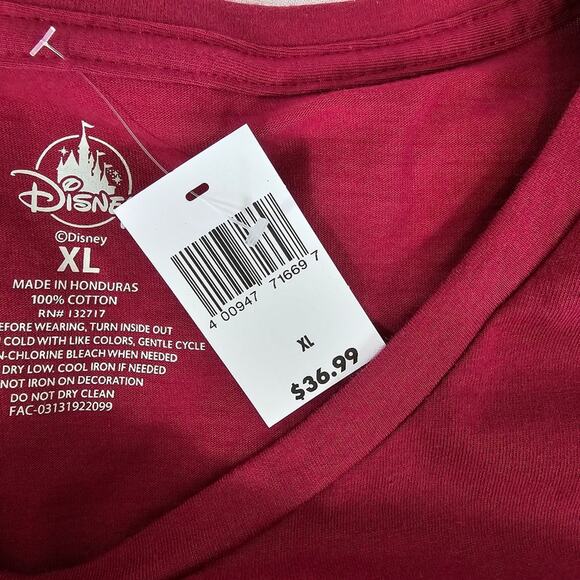 Disney
©Disney
XL
MADE IN HONDURAS
100% COTTON
RN# 132717
BEFORE WEARING, TURN INSIDE OUT
COLD WITH LIKE COLORS, GENTLE CYCLE
N-CHLORINE BLEACH WHEN NEEDED
DRY LOW. COOL IRON IF NEEDED
NOT IRON ON DECORATION
DO NOT DRY CLEAN
FAC-03131922099
4 00947 71669 7
XL
$36.99